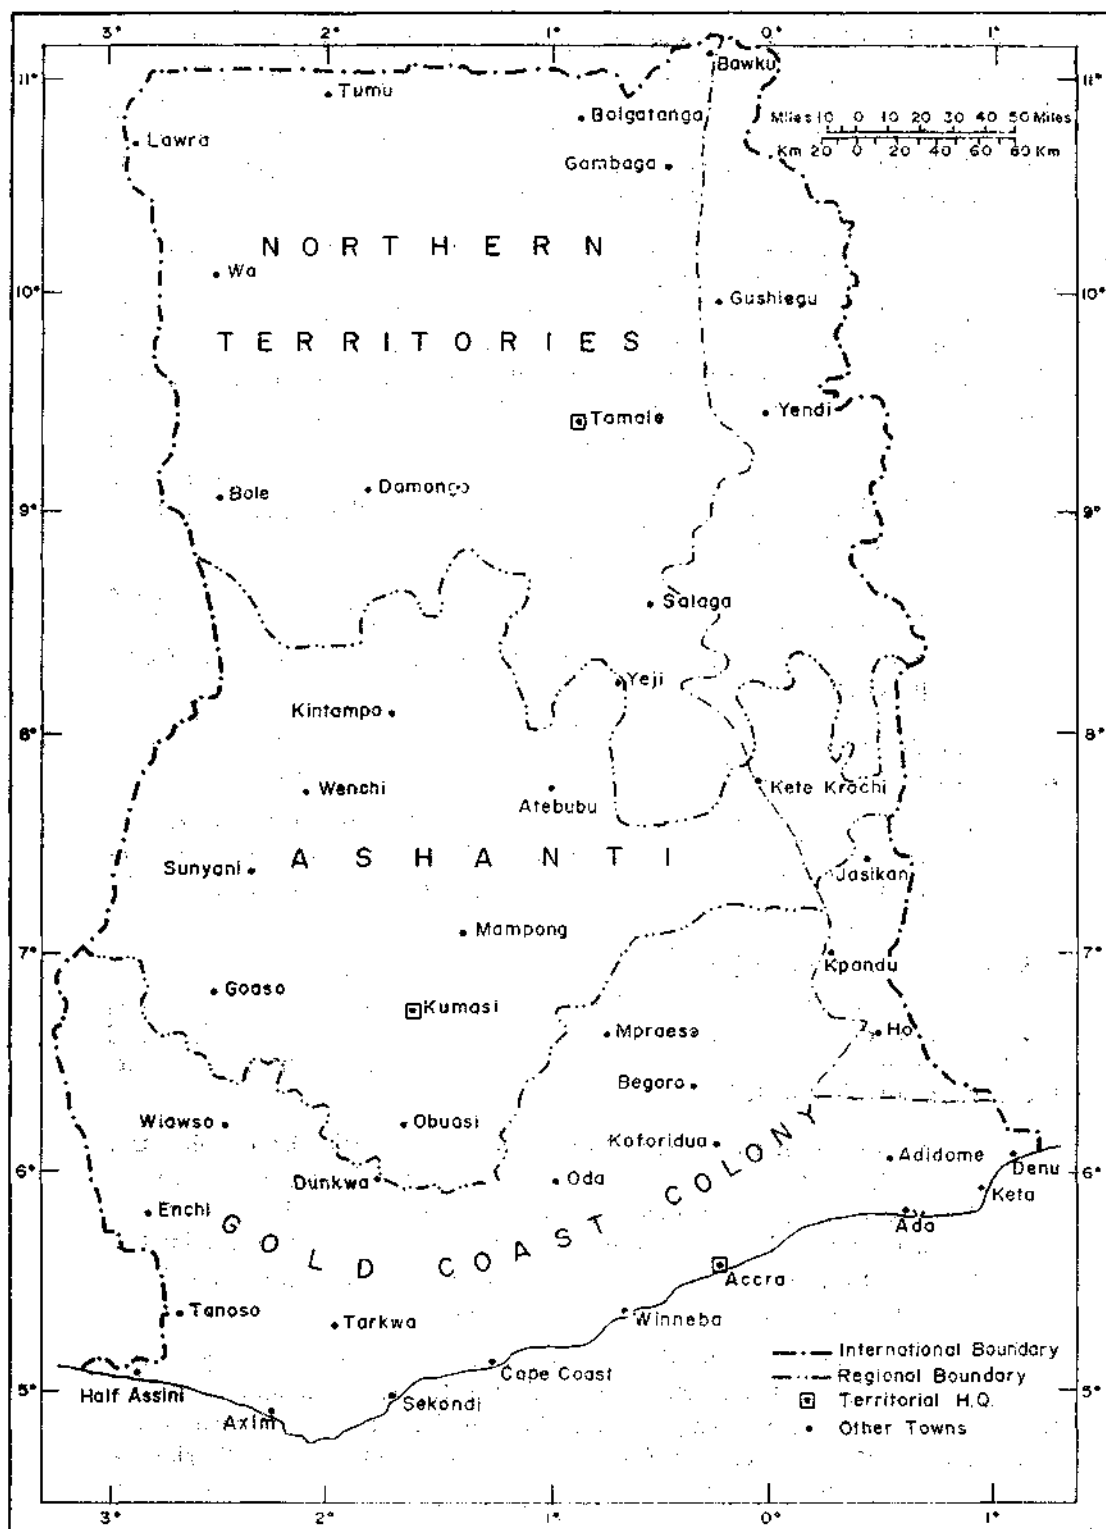 3° 2° 1° 0° 1°
11° 11°
Bawku
Tumu
Bolgatanga
Miles 10 0 10 20 30 40 50 Miles
Km 20 0 20 40 60 80 Km
Lawra
Gambaga
NORTHERN
Wa
10° 10°
Gushiegu
TERRITORIES
Tamale
Yendi
Bole
Damongo
9° 9°
Salaga
Yeji
Kintampo
8° 8°
Wenchi
Atebubu
Kete Krachi
ASHANTI
Sunyani
Jasikan
Mampong
7° 7°
Kpandu
Goaso
Kumasi
Mpraeso
Ho
Begoro
Wiawso
Obuasi
Koforidua
Adidome
Denu
6° 6°
Dunkwa
Oda
Keta
Enchi
Ada
GOLD COAST COLONY
Accra
Tanoso
Tarkwa
Winneba
International Boundary
Cape Coast
Regional Boundary
5° 5°
Half Assini
Sekondi
Territorial H.Q.
Axim
Other Towns
3° 2° 1° 0° 1°